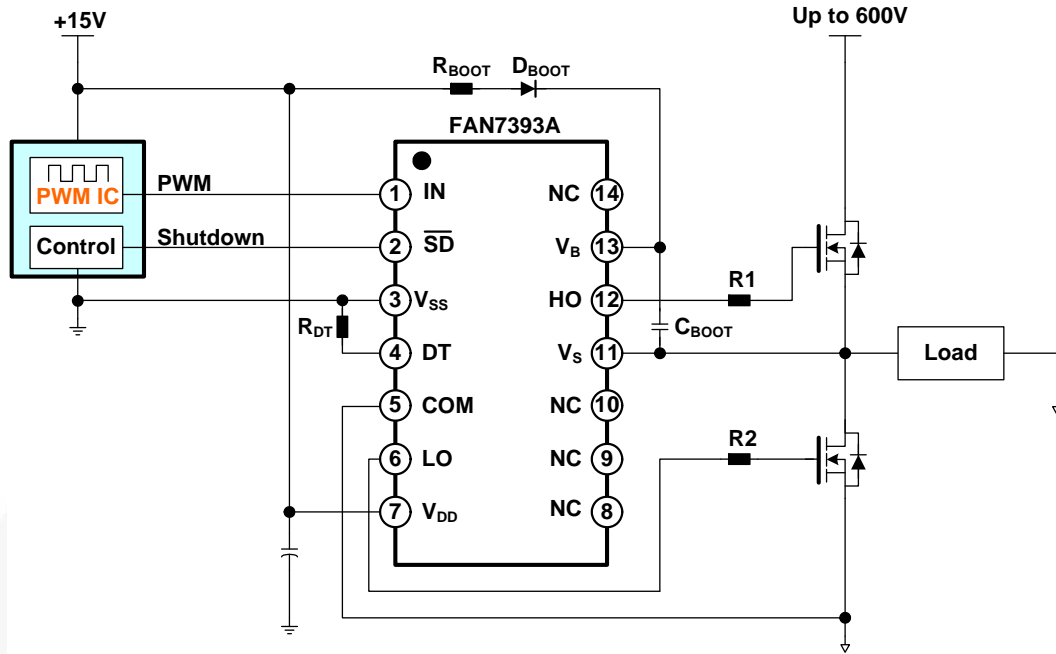 +15V
Up to 600V
RBOOT DBOOT
FAN7393A
PWM IC
PWM
1 IN
NC 14
Control
Shutdown
2 SD
VB 13
3 VSS
HO 12
R1
RDT
CBOOT
4 DT
VS 11
Load
5 COM
NC 10
6 LO
NC 9
R2
7 VDD
NC 8